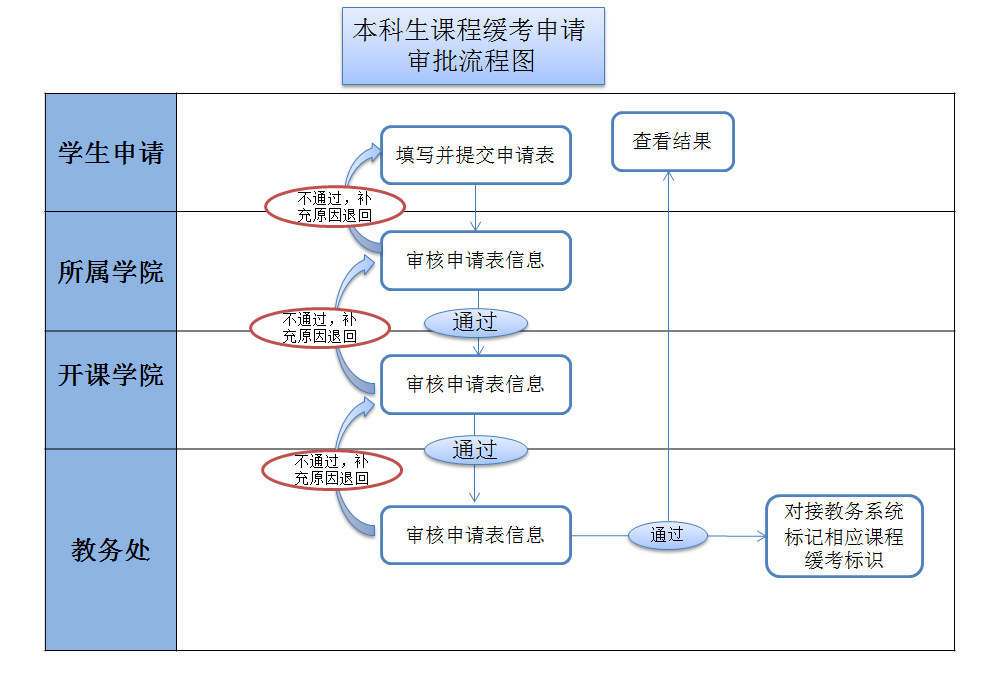 本科生课程缓考申请
审批流程图
学生申请
填写并提交申请表
查看结果
不通过，补
充原因退回
所属学院
审核申请表信息
通过
不通过，补
充原因退回
开课学院
审核申请表信息
通过
不通过，补
充原因退回
教务处
审核申请表信息
通过
对接教务系统
标记相应课程
缓考标识